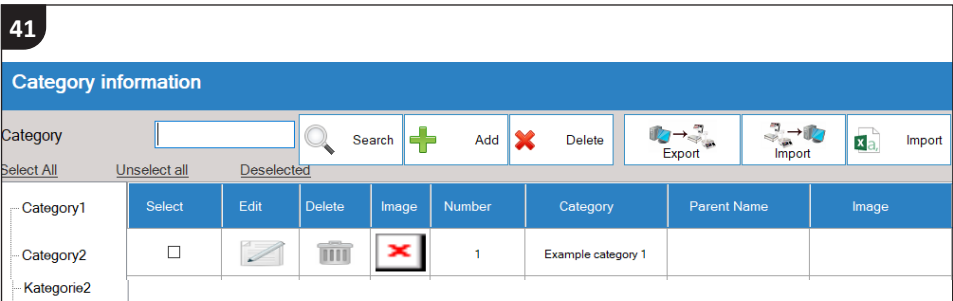 41
Category information
Category Search Add Delete Export Import Import
Select All Unselect all Deselected
Category1 Select Edit Delete Image Number Category Parent Name Image
Category2 1 Example category 1
Kategorie2